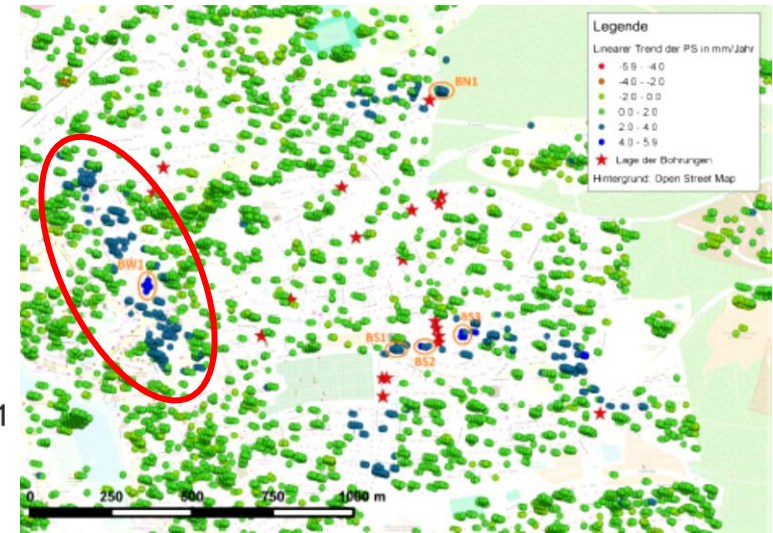 Legende
Linearer Trend der PS in mm/Jahr
-5.9 - -4.0
-4.0 - -2.0
-2.0 - 0.0
0.0 - 2.0
2.0 - 4.0
4.0 - 5.9
Lage der Bohrungen
Hintergrund: Open Street Map
BN1
BW1
BS3
BS1
BS2
1
0 250 500 750 1000 m